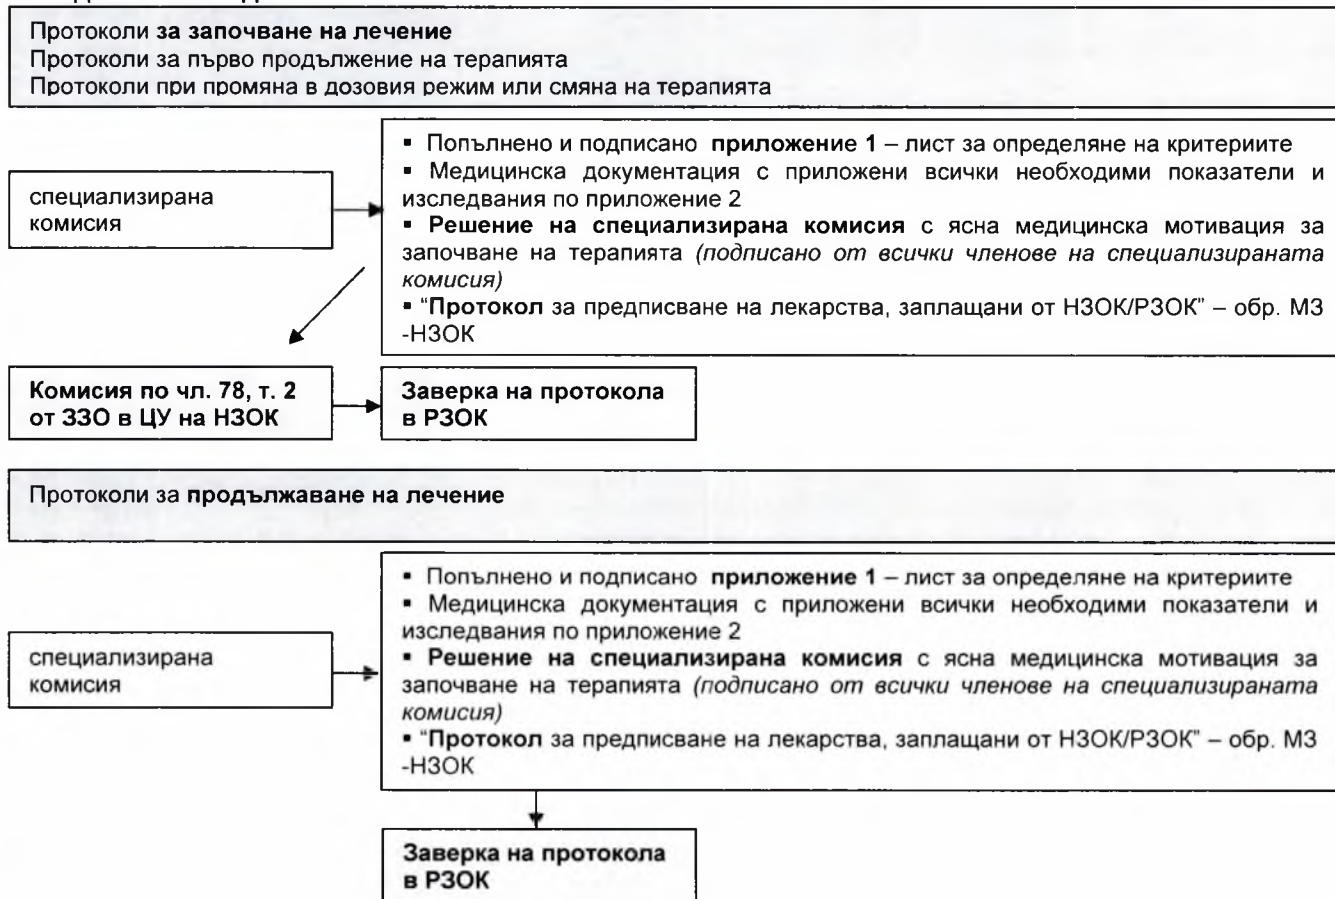 Протоколи за започване на лечение
Протоколи за първо продължение на терапията
Протоколи при промяна в дозовия режим или смяна на терапията
специализирана
комисия
▪ Попълнено и подписано приложение 1 – лист за определяне на критериите
▪ Медицинска документация с приложени всички необходими показатели и
изследвания по приложение 2
▪ Решение на специализирана комисия с ясна медицинска мотивация за
започване на терапията (подписано от всички членове на специализираната
комисия)
▪ "Протокол за предписване на лекарства, заплащани от НЗОК/РЗОК" – обр. МЗ
-НЗОК
Комисия по чл. 78, т. 2
от ЗЗО в ЦУ на НЗОК
Заверка на протокола
в РЗОК
Протоколи за продължаване на лечение
специализирана
комисия
▪ Попълнено и подписано приложение 1 – лист за определяне на критериите
▪ Медицинска документация с приложени всички необходими показатели и
изследвания по приложение 2
▪ Решение на специализирана комисия с ясна медицинска мотивация за
започване на терапията (подписано от всички членове на специализираната
комисия)
▪ "Протокол за предписване на лекарства, заплащани от НЗОК/РЗОК" – обр. МЗ
-НЗОК
Заверка на протокола
в РЗОК